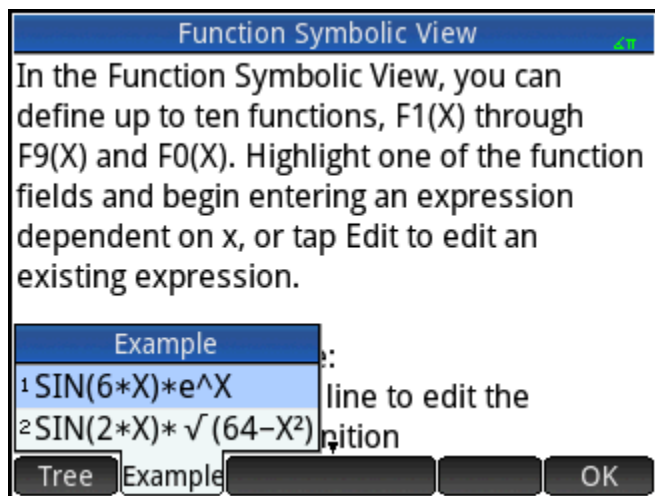 Function Symbolic View
∠π
In the Function Symbolic View, you can
define up to ten functions, F1(X) through
F9(X) and F0(X). Highlight one of the function
fields and begin entering an expression
dependent on x, or tap Edit to edit an
existing expression.
Example
1 SIN(6*X)*e^X
line to edit the
2 SIN(2*X)*√(64-X²)
Tree Example OK